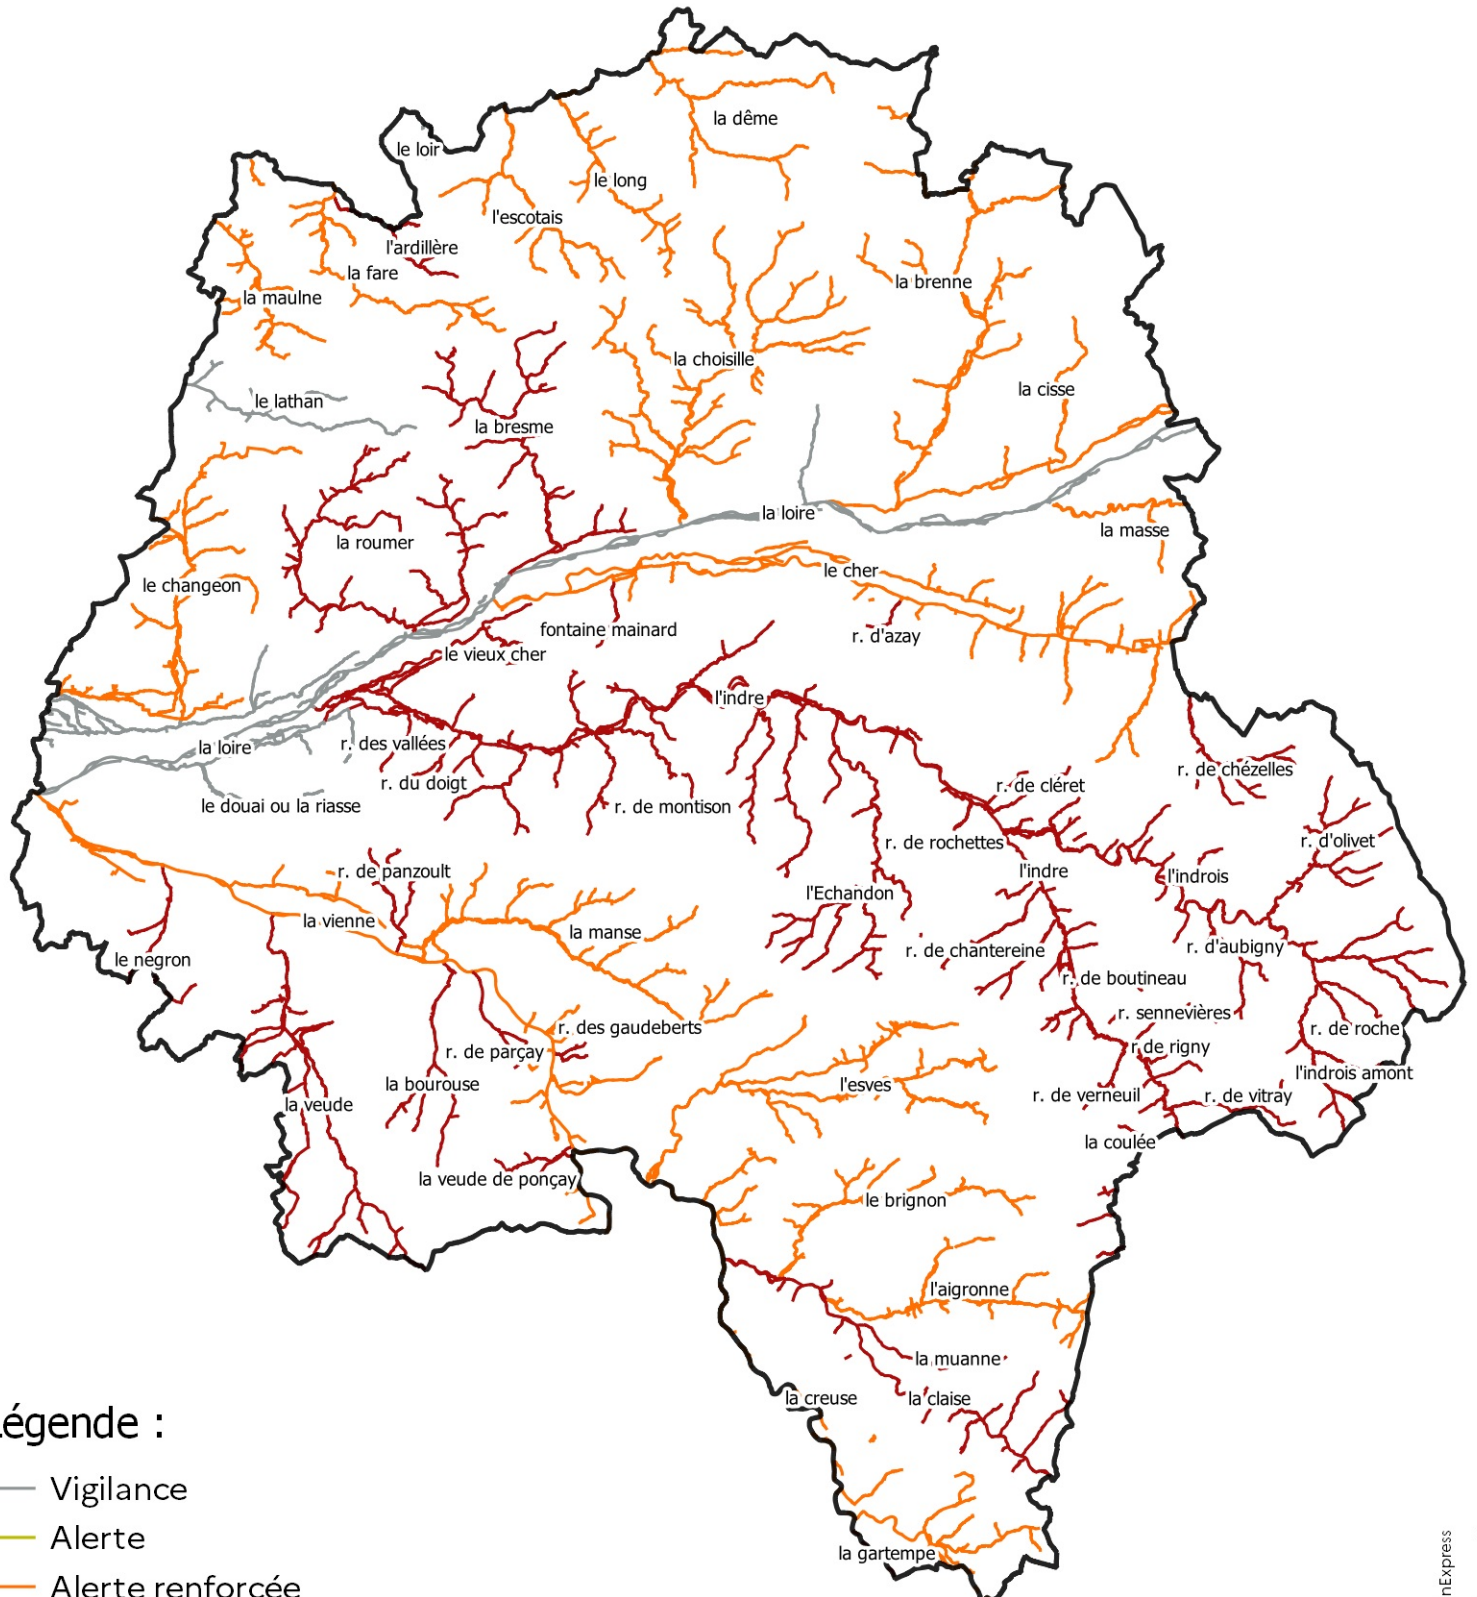 la dême
le loir
le long
l'escotais
l'ardillère
la fare
la brenne
la maulne
la choisille
la cisse
le lathan
la bresme
la loire
la masse
la roumer
le cher
le changeon
fontaine mainard
r. d'azay
le vieux cher
l'indre
r. des vallées
la loire
r. de chézelles
r. du doigt
r. de cléret
le douai ou la riasse
r. de montison
r. de rochettes
r. d'olivet
r. de panzoult
l'indre
l'indrois
l'Echandon
la vienne
la manse
r. de chantereine
r. d'aubigny
le négron
r. de boutineau
r. sennevières
r. des gaudeberts
r. de roche
r. de parçay
r de rigny
l'indrois amont
la bourouse
l'esves
r. de verneuil
r. de vitray
la veude
la coulée
la veude de ponçay
le brignon
l'aigronne
la muanne
la creuse
la claise
Légende :
Vigilance
Alerte
Alerte renforcée
la gartempe
nExpress